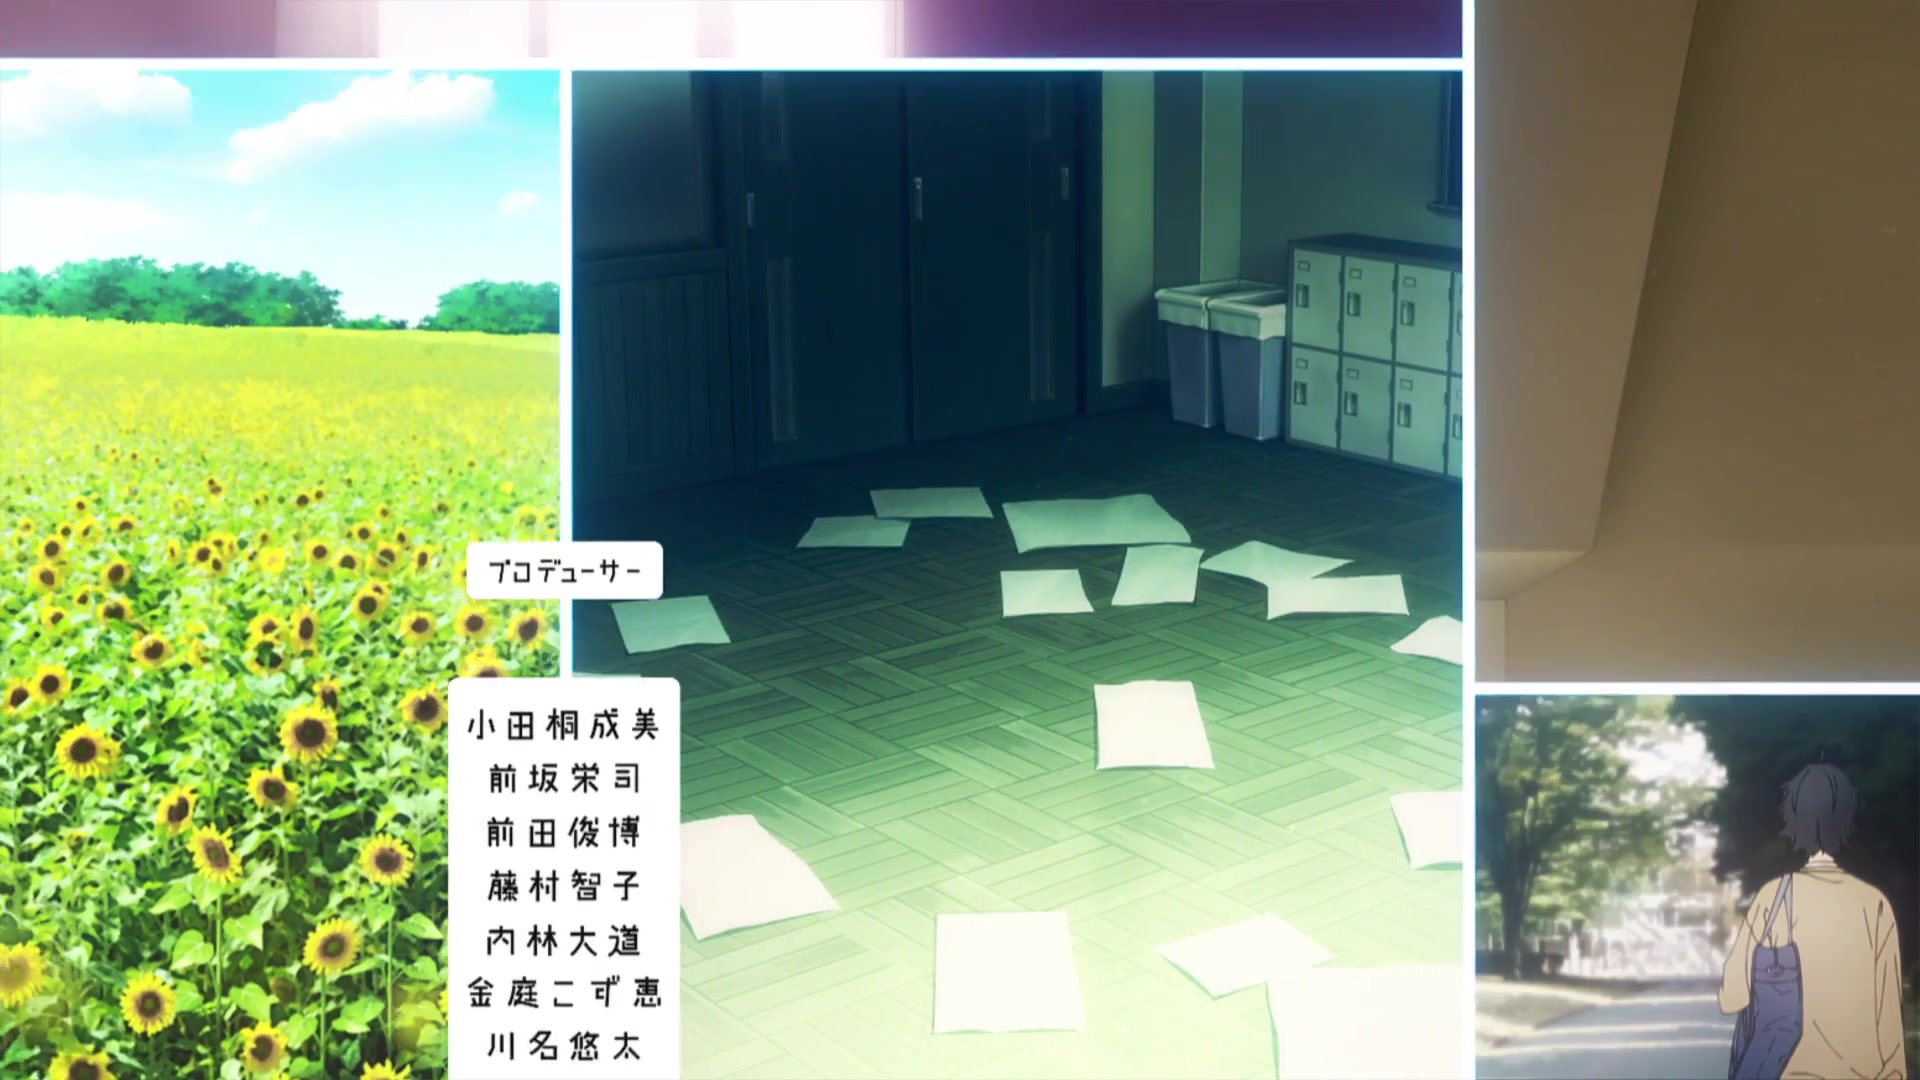 プロデューサー
小田桐成美
前坂栄司
前田俊博
藤村智子
内林大道
金庭こず恵
川名悠太